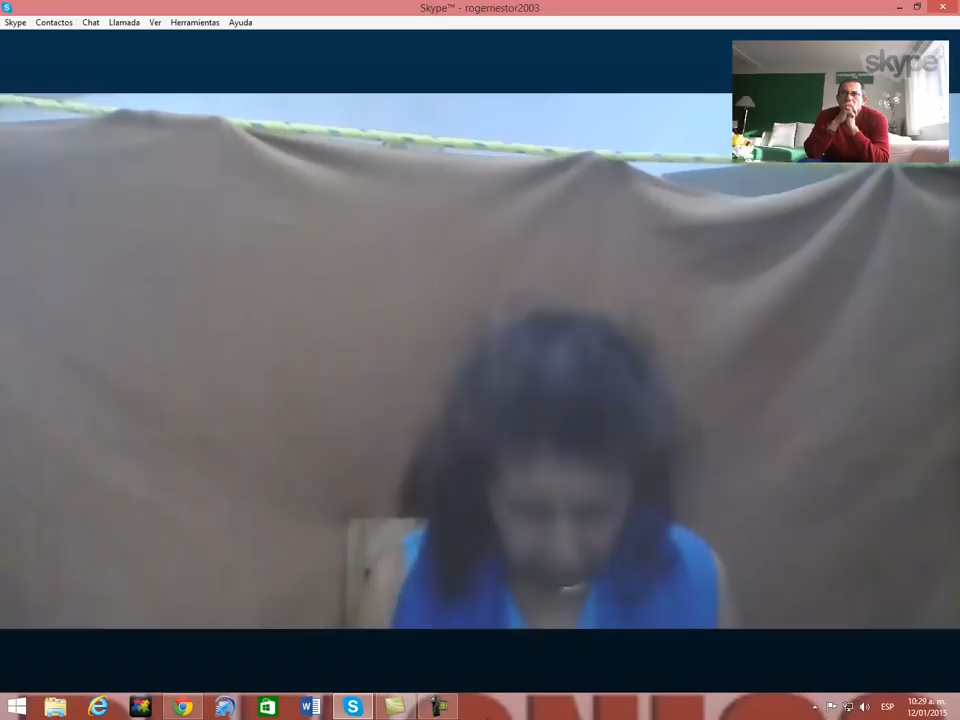 Skype™ - rogernestor2003
Skype Contactos Chat Llamada Ver Herramientas Ayuda
skype
ESP
10:29 a. m.
12/01/2015